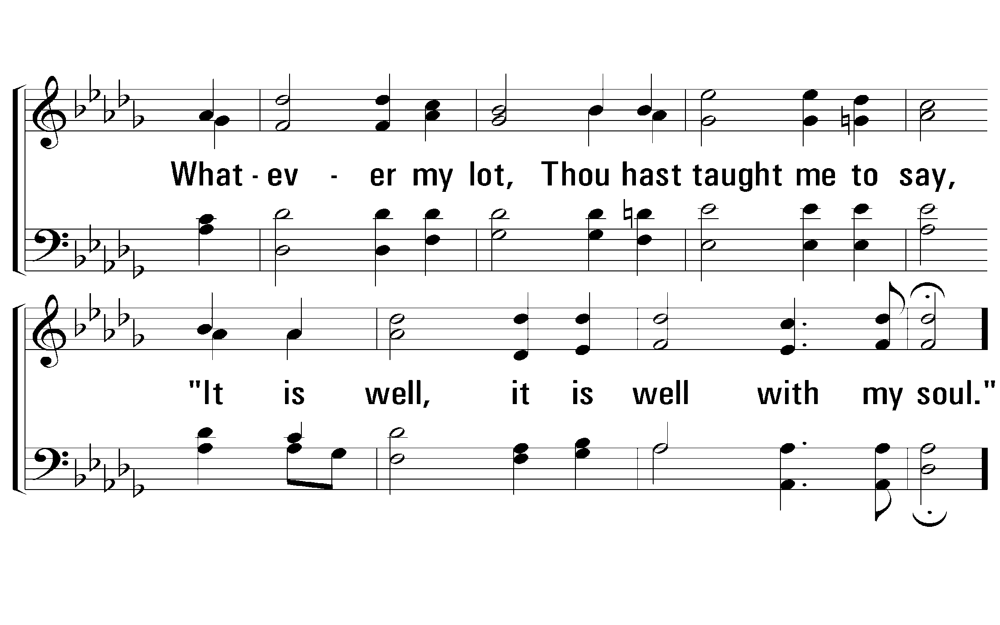 What - ev - er my lot, Thou hast taught me to say,
"It is well, it is well with my soul."